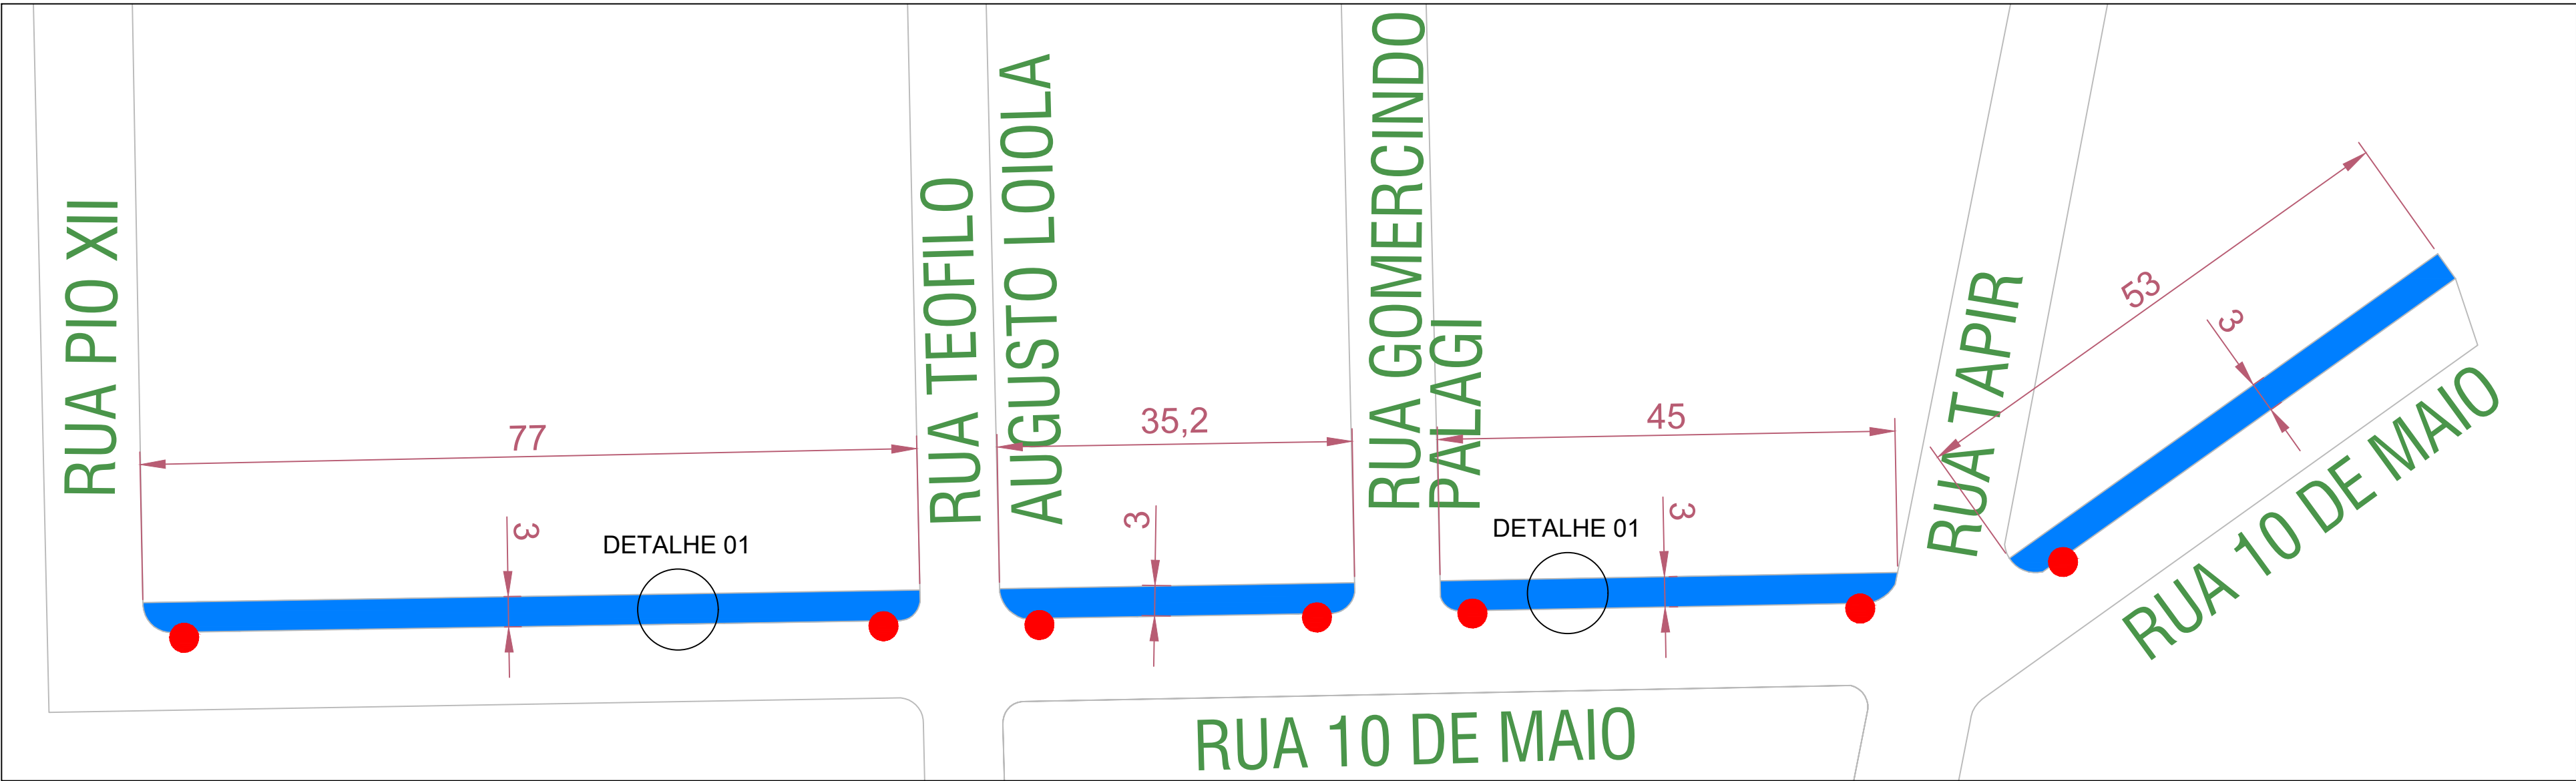 RUA PIO XII
77
3
DETALHE 01
RUA TEOFILO
AUGUSTO LOIOLA
35,2
3
RUA GOMERCINDO
PALAGI
45
DETALHE 01
3
RUA TAPIR
53
3
RUA 10 DE MAIO
RUA 10 DE MAIO